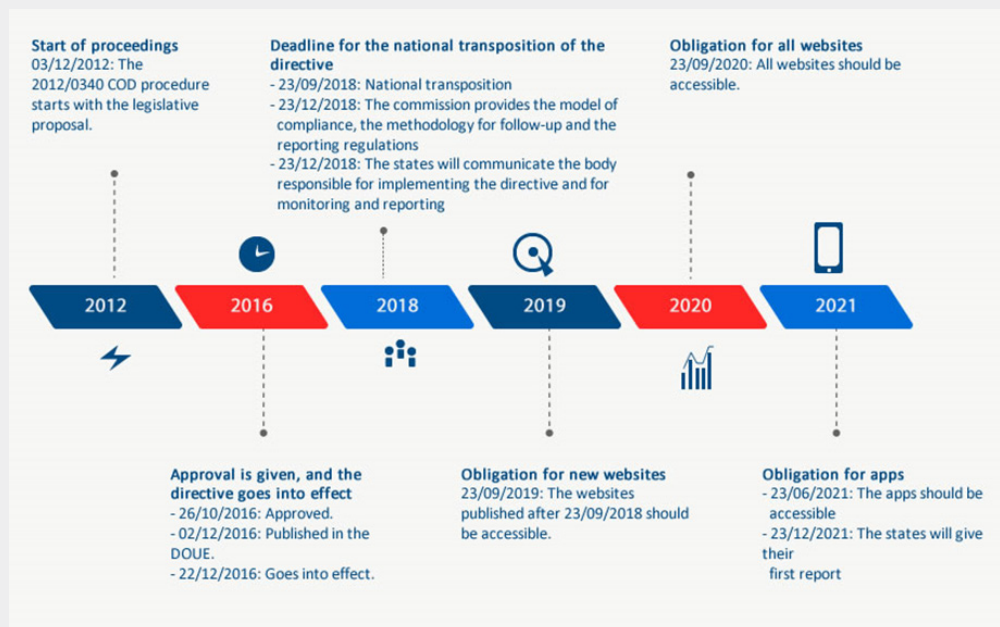 Start of proceedings
03/12/2012: The
2012/0340 COD procedure
starts with the legislative
proposal.
Deadline for the national transposition of the
directive
- 23/09/2018: National transposition
- 23/12/2018: The commission provides the model of
compliance, the methodology for follow-up and the
reporting regulations
- 23/12/2018: The states will communicate the body
responsible for implementing the directive and for
monitoring and reporting
Obligation for all websites
23/09/2020: All websites should be
accessible.
2012
2016
2018
2019
2020
2021
Approval is given, and the
directive goes into effect
- 26/10/2016: Approved.
- 02/12/2016: Published in the
DOUE.
- 22/12/2016: Goes into effect.
Obligation for new websites
23/09/2019: The websites
published after 23/09/2018 should
be accessible.
Obligation for apps
- 23/06/2021: The apps should be
accessible
- 23/12/2021: The states will give
their
first report